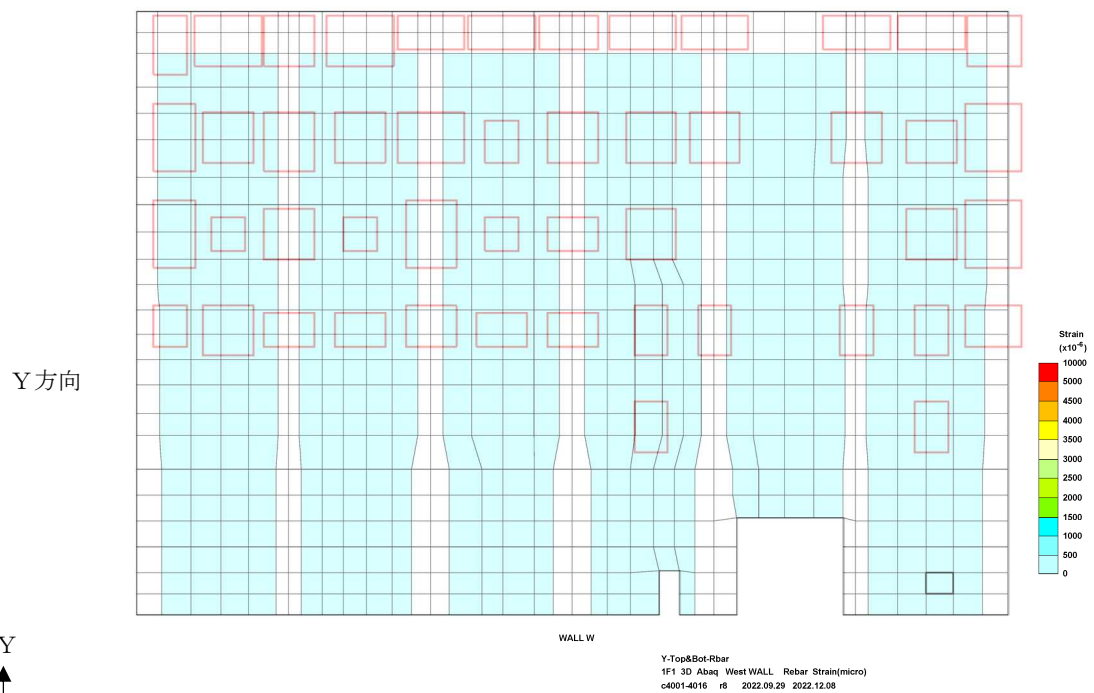 Y方向
Strain
(x10⁻⁶)
10000
5000
4500
4000
3500
3000
2500
2000
1500
1000
500
0
WALL W
Y
Y-Top&Bot-Rbar
1F1 3D Abaq West WALL Rebar Strain(micro)
c4001-4016 r8 2022.09.29 2022.12.08